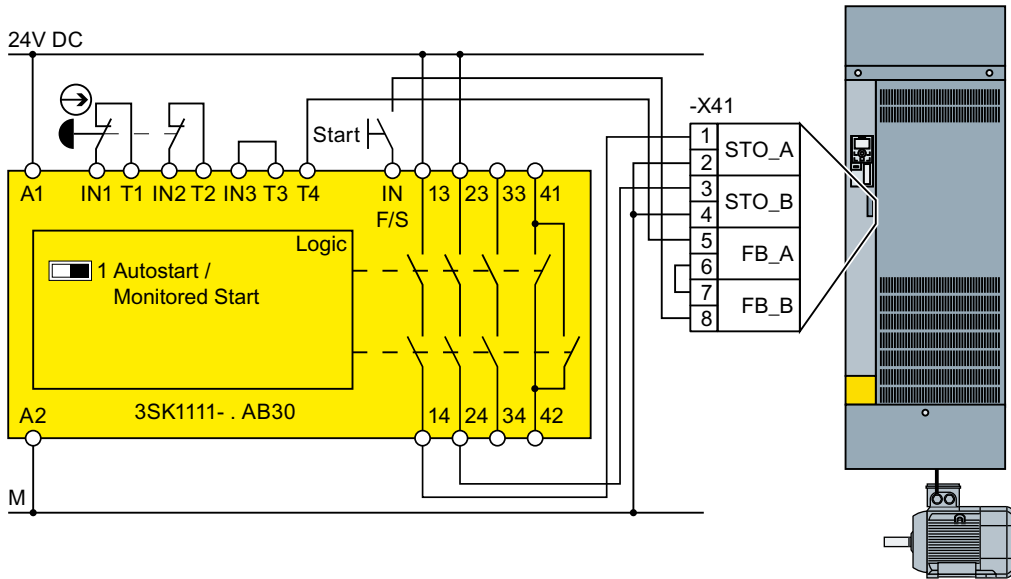 24V DC
-X41
1
STO_A
2
3
STO_B
4
5
FB_A
6
7
FB_B
8
Start
A1 IN1 T1 IN2 T2 IN3 T3 T4 IN F/S 13 23 33 41
Logic
1 Autostart /
Monitored Start
A2 3SK1111- . AB30 14 24 34 42
M